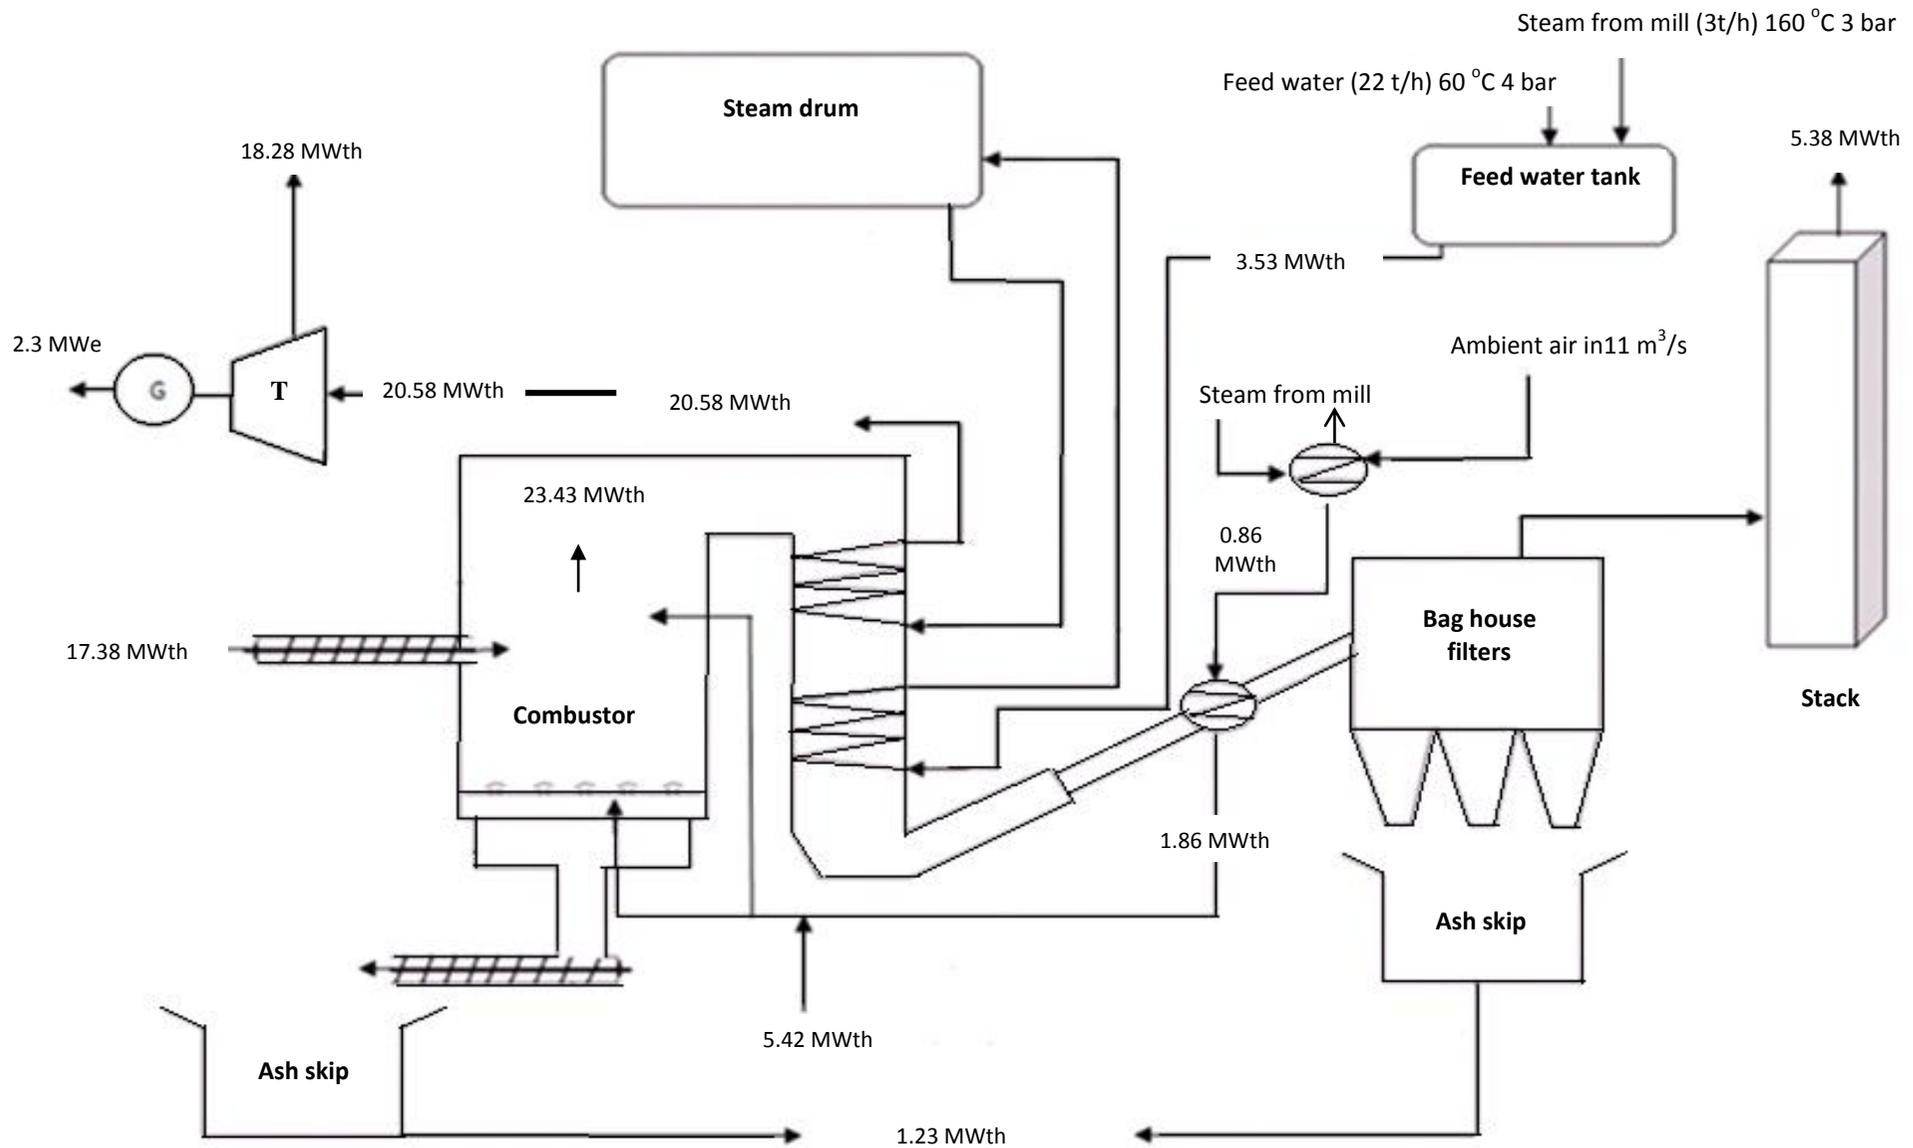 Steam from mill (3t/h) 160 °C 3 bar
Feed water (22 t/h) 60 °C 4 bar
Steam drum
5.38 MWth
18.28 MWth
Feed water tank
3.53 MWth
2.3 MWe
Ambient air in11 m³/s
G
T
20.58 MWth
20.58 MWth
Steam from mill
23.43 MWth
0.86
MWth
Bag house
filters
17.38 MWth
Combustor
Stack
1.86 MWth
Ash skip
5.42 MWth
Ash skip
1.23 MWth